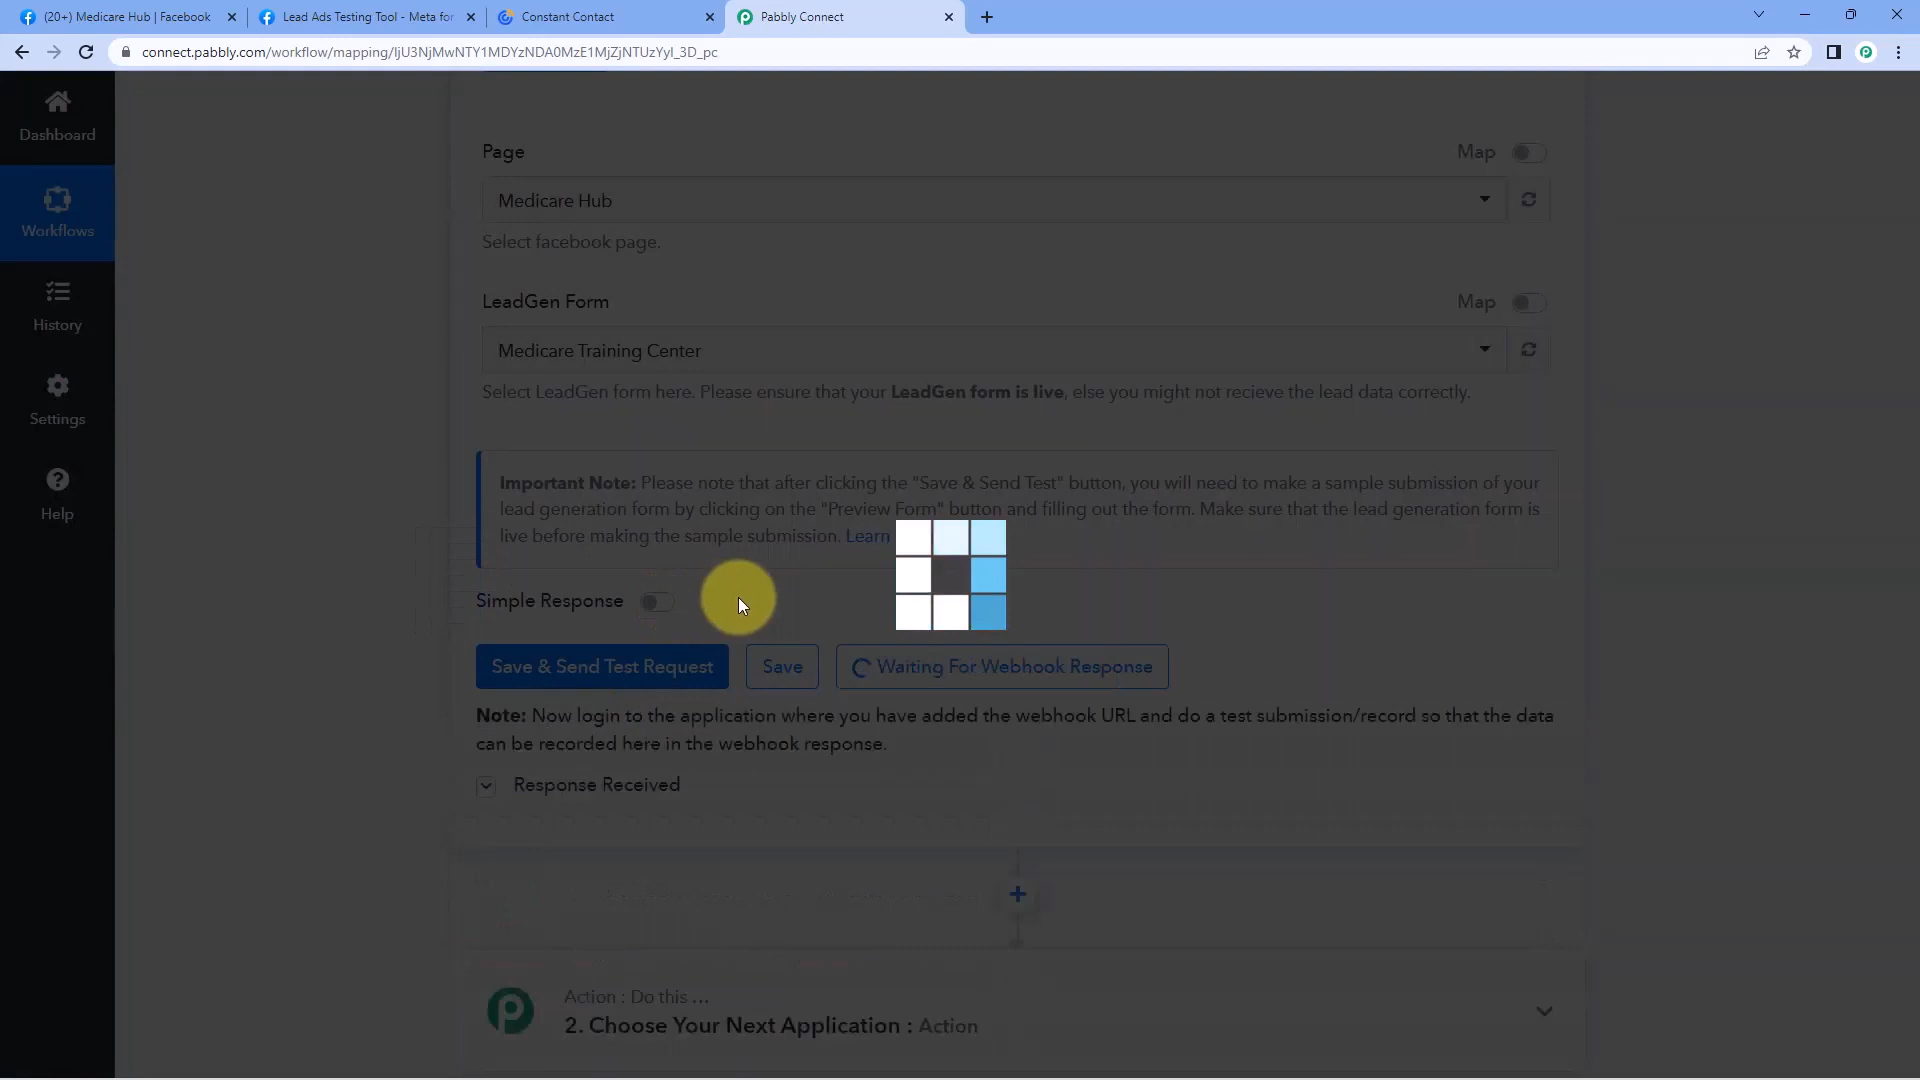 (20+) Medicare Hub | Facebook
Lead Ads Testing Tool - Meta for
Constant Contact
Pabbly Connect
connect.pabbly.com/workflow/mapping/IjU3NjMwNTY1MDYzNDA0MzE1MjZjNTUzYyI_3D_pc
Dashboard
Workflows
History
Settings
Help
Page
Map
Medicare Hub
Select facebook page.
LeadGen Form
Map
Medicare Training Center
Select LeadGen form here. Please ensure that your LeadGen form is live, else you might not recieve the lead data correctly.
Important Note: Please note that after clicking the "Save & Send Test" button, you will need to make a sample submission of your
lead generation form by clicking on the "Preview Form" button and filling out the form. Make sure that the lead generation form is
live before making the sample submission. Learn
Simple Response
Save & Send Test Request
Save
Waiting For Webhook Response
Note: Now login to the application where you have added the webhook URL and do a test submission/record so that the data
can be recorded here in the webhook response.
Response Received
Action : Do this ...
2. Choose Your Next Application : Action